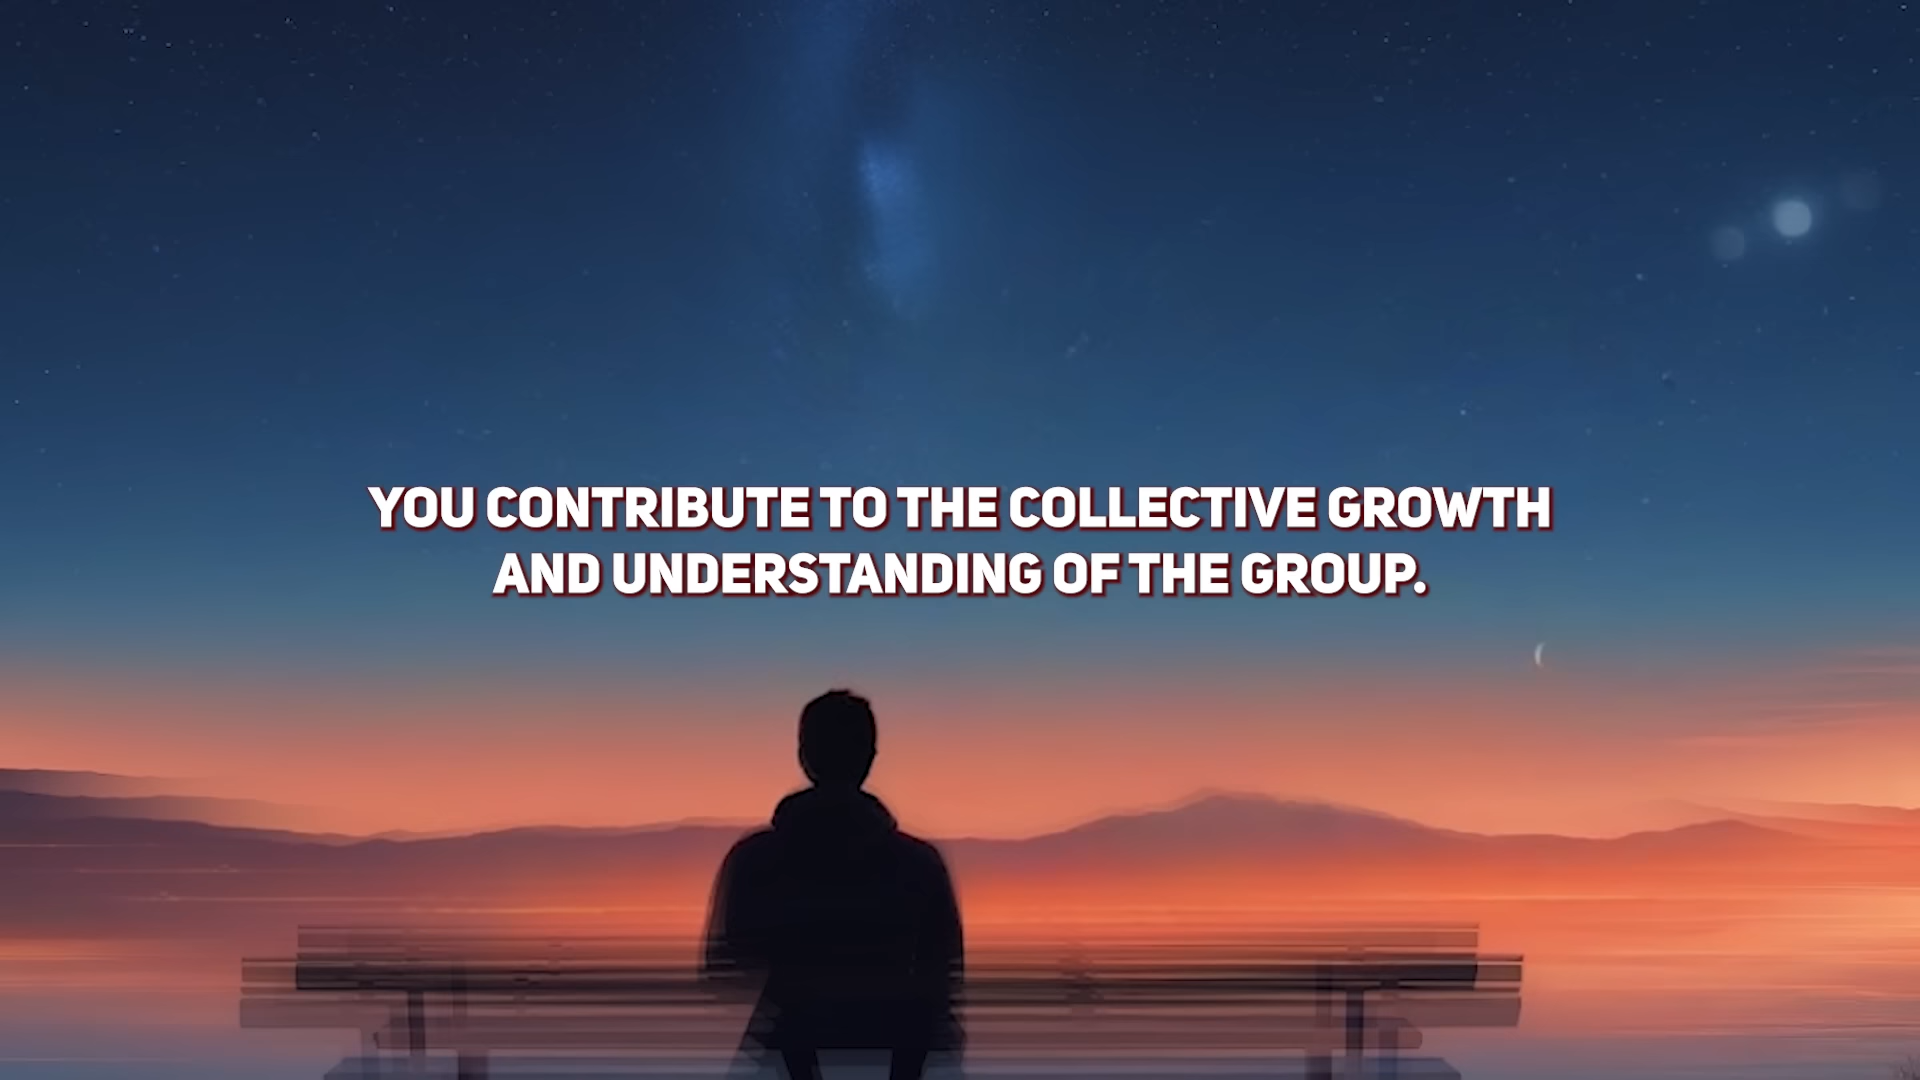 YOU CONTRIBUTE TO THE COLLECTIVE GROWTH
AND UNDERSTANDING OF THE GROUP.